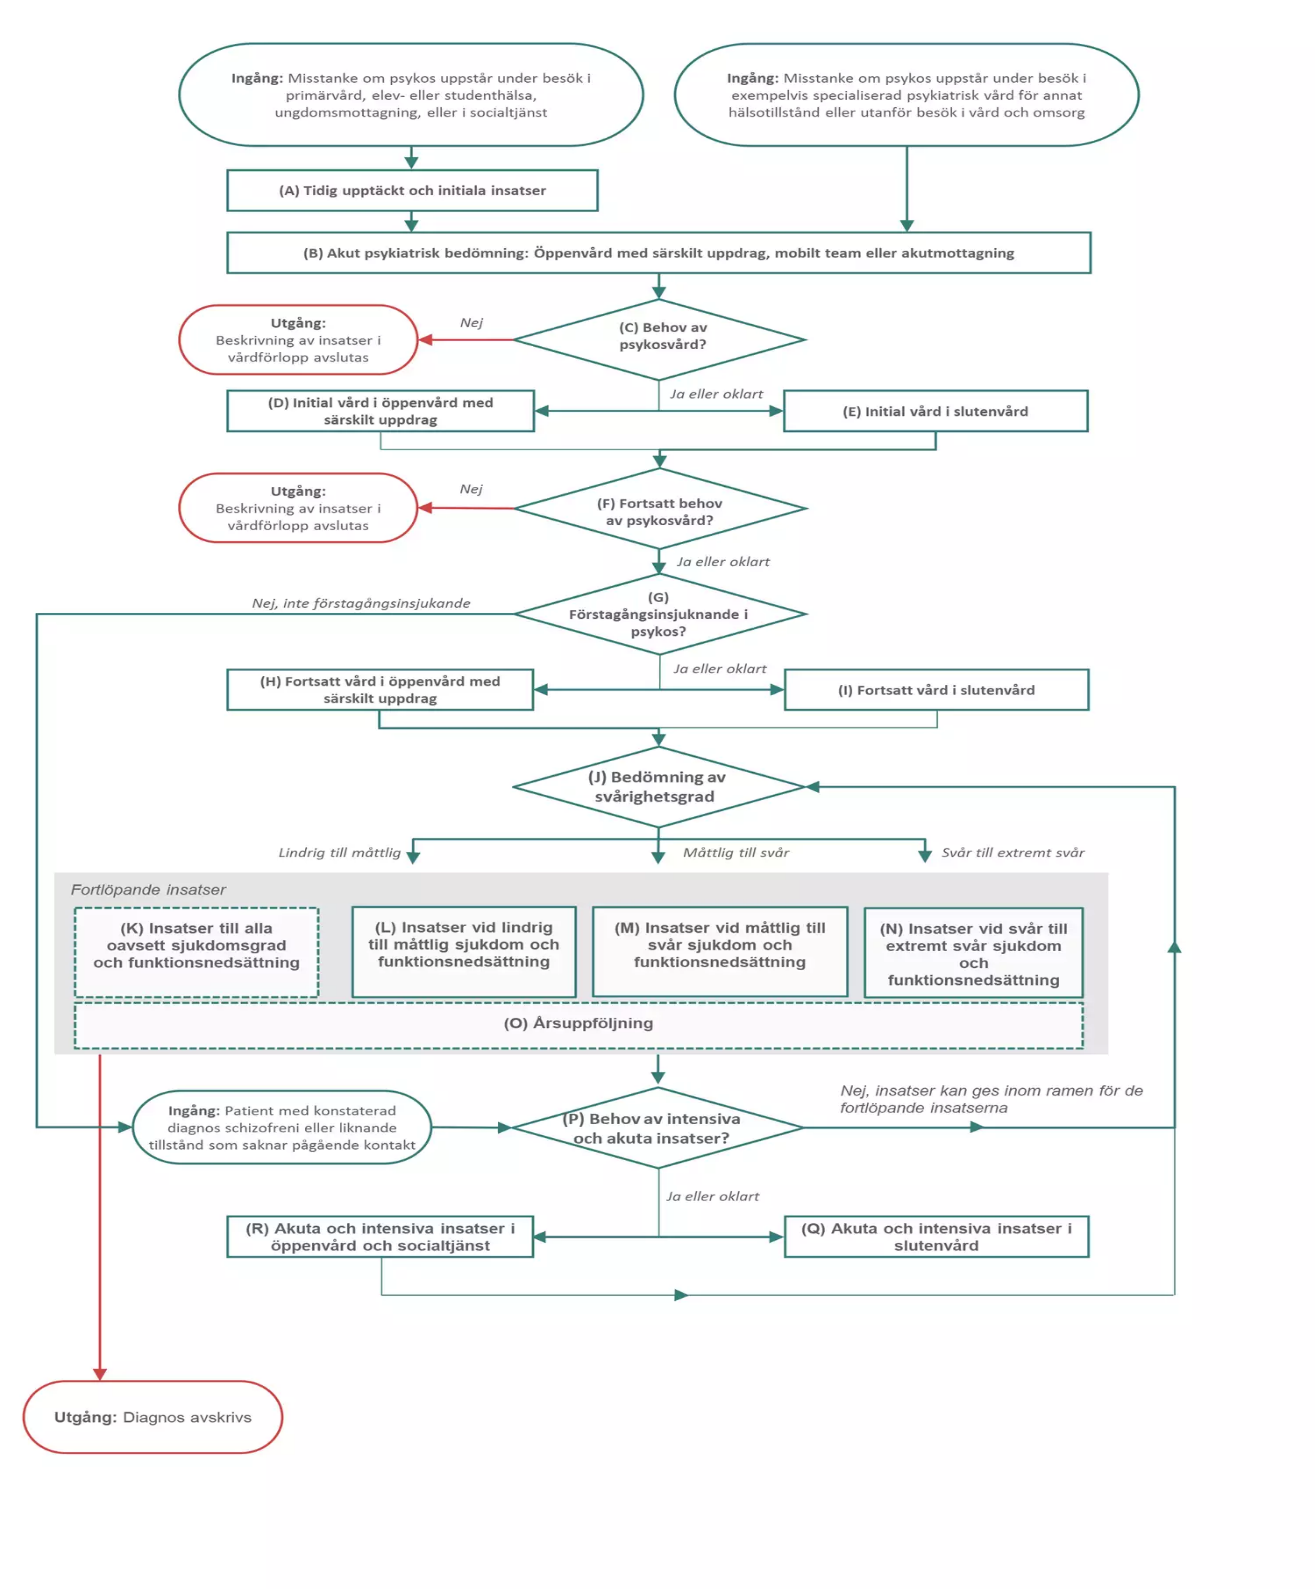 Ingång: Misstanke om psykos uppstår under besök i
primärvård, elev- eller studenthälsa,
ungdomsmottagning, eller i socialtjänst
Ingång: Misstanke om psykos uppstår under besök i
exempelvis specialiserad psykiatrisk vård för annat
hälsotillstånd eller utanför besök i vård och omsorg
(A) Tidig upptäckt och initiala insatser
(B) Akut psykiatrisk bedömning: Öppenvård med särskilt uppdrag, mobilt team eller akutmottagning
(C) Behov av
psykosvård?
Nej
Utgång:
Beskrivning av insatser i
vårdförlopp avslutas
Ja eller oklart
(D) Initial vård i öppenvård med
särskilt uppdrag
(E) Initial vård i slutenvård
(F) Fortsatt behov
av psykosvård?
Nej
Utgång:
Beskrivning av insatser i
vårdförlopp avslutas
Ja eller oklart
(G)
Förstagångsinsjuknande i
psykos?
Nej, inte förstagångsinsjukande
Ja eller oklart
(H) Fortsatt vård i öppenvård med
särskilt uppdrag
(I) Fortsatt vård i slutenvård
(J) Bedömning av
svårighetsgrad
Lindrig till måttlig
Måttlig till svår
Svår till extremt svår
Fortlöpande insatser
(K) Insatser till alla
oavsett sjukdomsgrad
och funktionsnedsättning
(L) Insatser vid lindrig
till måttlig sjukdom och
funktionsnedsättning
(M) Insatser vid måttlig till
svår sjukdom och
funktionsnedsättning
(N) Insatser vid svår till
extremt svår sjukdom
och
funktionsnedsättning
(O) Årsuppföljning
Ingång: Patient med konstaterad
diagnos schizofreni eller liknande
tillstånd som saknar pågående kontakt
(P) Behov av intensiva
och akuta insatser?
Nej, insatser kan ges inom ramen för de
fortlöpande insatserna
Ja eller oklart
(R) Akuta och intensiva insatser i
öppenvård och socialtjänst
(Q) Akuta och intensiva insatser i
slutenvård
Utgång: Diagnos avskrivs